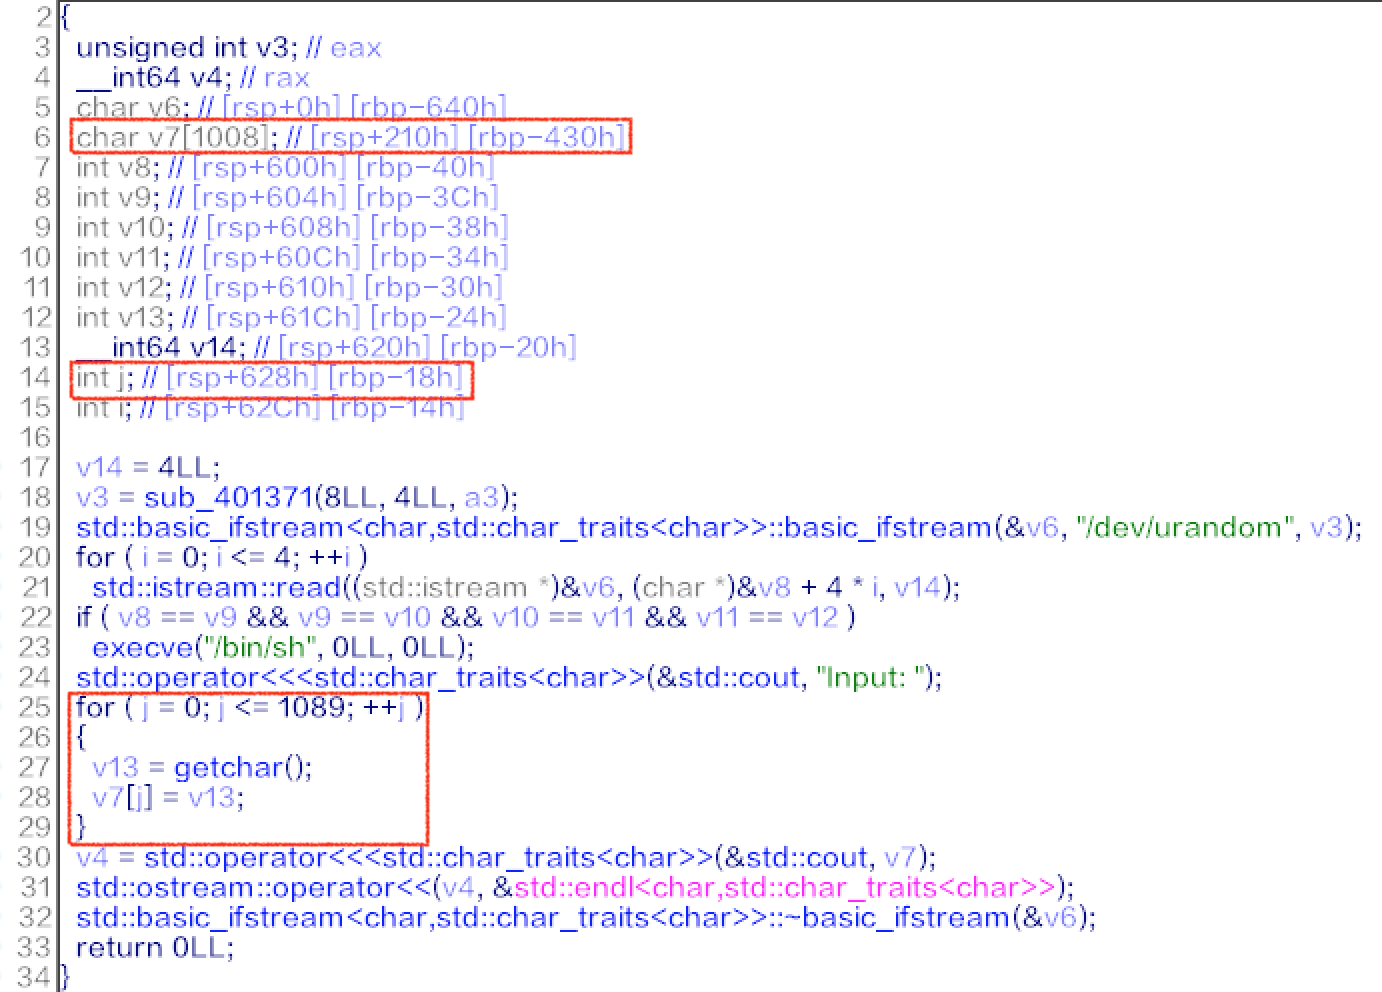 2 {
3 unsigned int v3; // eax
4 __int64 v4; // rax
5 char v6; // [rsp+0h] [rbp-640h]
6 char v7[1008]; // [rsp+210h] [rbp-430h]
7 int v8; // [rsp+600h] [rbp-40h]
8 int v9; // [rsp+604h] [rbp-3Ch]
9 int v10; // [rsp+608h] [rbp-38h]
10 int v11; // [rsp+60Ch] [rbp-34h]
11 int v12; // [rsp+610h] [rbp-30h]
12 int v13; // [rsp+61Ch] [rbp-24h]
13 __int64 v14; // [rsp+620h] [rbp-20h]
14 int j; // [rsp+628h] [rbp-18h]
15 int i; // [rsp+62Ch] [rbp-14h]
16
17 v14 = 4LL;
18 v3 = sub_401371(8LL, 4LL, a3);
19 std::basic_ifstream<char,std::char_traits<char>>::basic_ifstream(&v6, "/dev/urandom", v3);
20 for ( i = 0; i <= 4; ++i )
21 std::istream::read((std::istream *)&v6, (char *)&v8 + 4 * i, v14);
22 if ( v8 == v9 && v9 == v10 && v10 == v11 && v11 == v12 )
23 execve("/bin/sh", 0LL, 0LL);
24 std::operator<<<std::char_traits<char>>(&std::cout, "Input: ");
25 for ( j = 0; j <= 1089; ++j )
26 {
27 v13 = getchar();
28 v7[j] = v13;
29 }
30 v4 = std::operator<<<std::char_traits<char>>(&std::cout, v7);
31 std::ostream::operator<<(v4, &std::endl<char,std::char_traits<char>>);
32 std::basic_ifstream<char,std::char_traits<char>>::~basic_ifstream(&v6);
33 return 0LL;
34 }